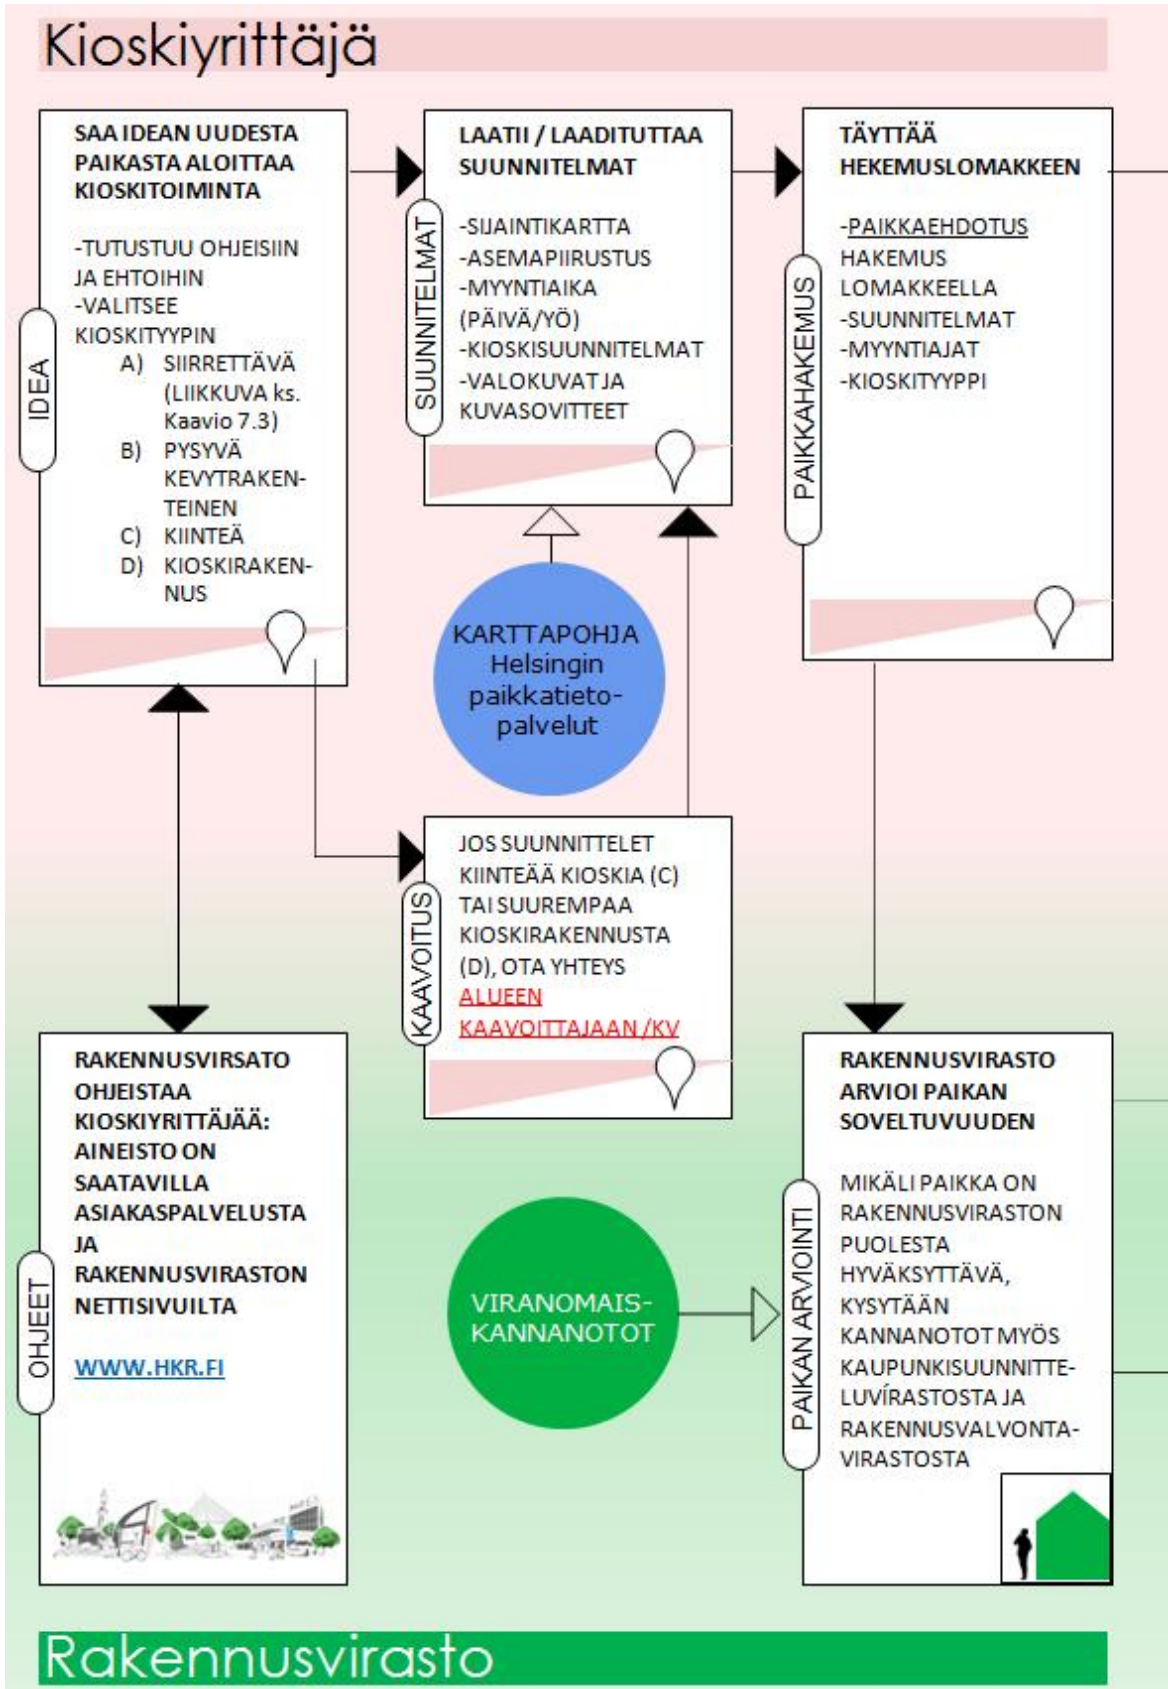 Kioskiyrittäjä
IDEA
SAA IDEAN UUDESTA
PAIKASTA ALOITTAA
KIOSKITOIMINTA
-TUTUSTUU OHJEISIIN
JA EHTOIHIN
-VALITSEE
KIOSKITYYPIN
A) SIIRRETTÄVÄ
(LIIKKUVA ks.
Kaavio 7.3)
B) PYSYVÄ
KEVYTRAKEN-
TEINEN
C) KIINTEÄ
D) KIOSKIRAKEN-
NUS
SUUNNITELMAT
LAATII / LAADITUTTAA
SUUNNITELMAT
-SIJAINTIKARTTA
-ASEMAPIIRUSTUS
-MYYNTIAIKA
(PÄIVÄ/YÖ)
-KIOSKISUUNNITELMAT
-VALOKUVAT JA
KUVASOVITTEET
PAIKKAHAKEMUS
TÄYTTÄÄ
HEKEMUSLOMAKKEEN
-PAIKKAEHDOTUS
HAKEMUS
LOMAKKEELLA
-SUUNNITELMAT
-MYYNTIAJAT
-KIOSKITYYPPI
KARTTAPOHJA
Helsingin
paikkatieto-
palvelut
KAAVOITUS
JOS SUUNNITTELET
KIINTEÄÄ KIOSKIA (C)
TAI SUUREMPAA
KIOSKIRAKENNUSTA
(D), OTA YHTEYS
ALUEEN
KAAVOITTAJAAN /KV
OHJEET
RAKENNUSVIRSATO
OHJEISTAA
KIOSKIYRITTÄJÄÄ:
AINEISTO ON
SAATAVILLA
ASIAKASPALVELUSTA
JA
RAKENNUSVIRASTON
NETTISIVUILTA
WWW.HKR.FI
VIRANOMAIS-
KANNANOTOT
PAIKAN ARVIOINTI
RAKENNUSVIRASTO
ARVIOI PAIKAN
SOVELTUVUUDEN
MIKÄLI PAIKKA ON
RAKENNUSVIRASTON
PUOLESTA
HYVÄKSYTTÄVÄ,
KYSYTÄÄN
KANNANOTOT MYÖS
KAUPUNKISUUNNITTE-
LUVÍRASTOSTA JA
RAKENNUSVALVONTA-
VIRASTOSTA
Rakennusvirasto